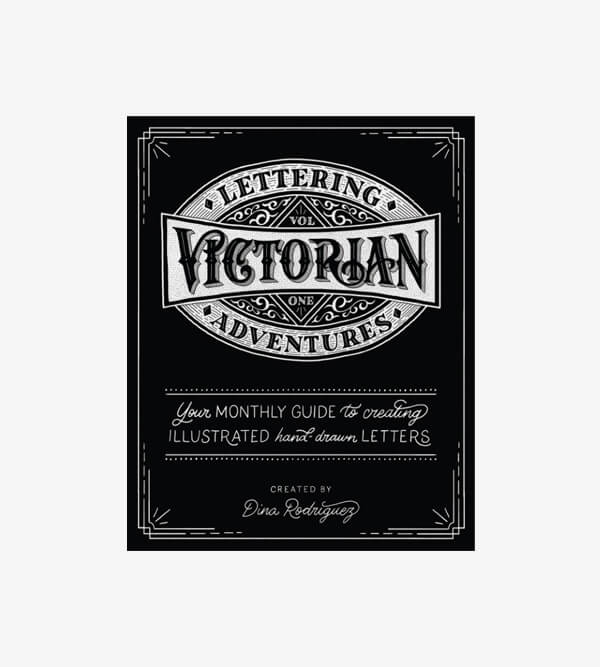 LETTERING
VOL
VICTORIAN
ONE
ADVENTURES
Your MONTHLY GUIDE to creating
ILLUSTRATED hand-drawn LETTERS
CREATED BY
Dina Rodriguez